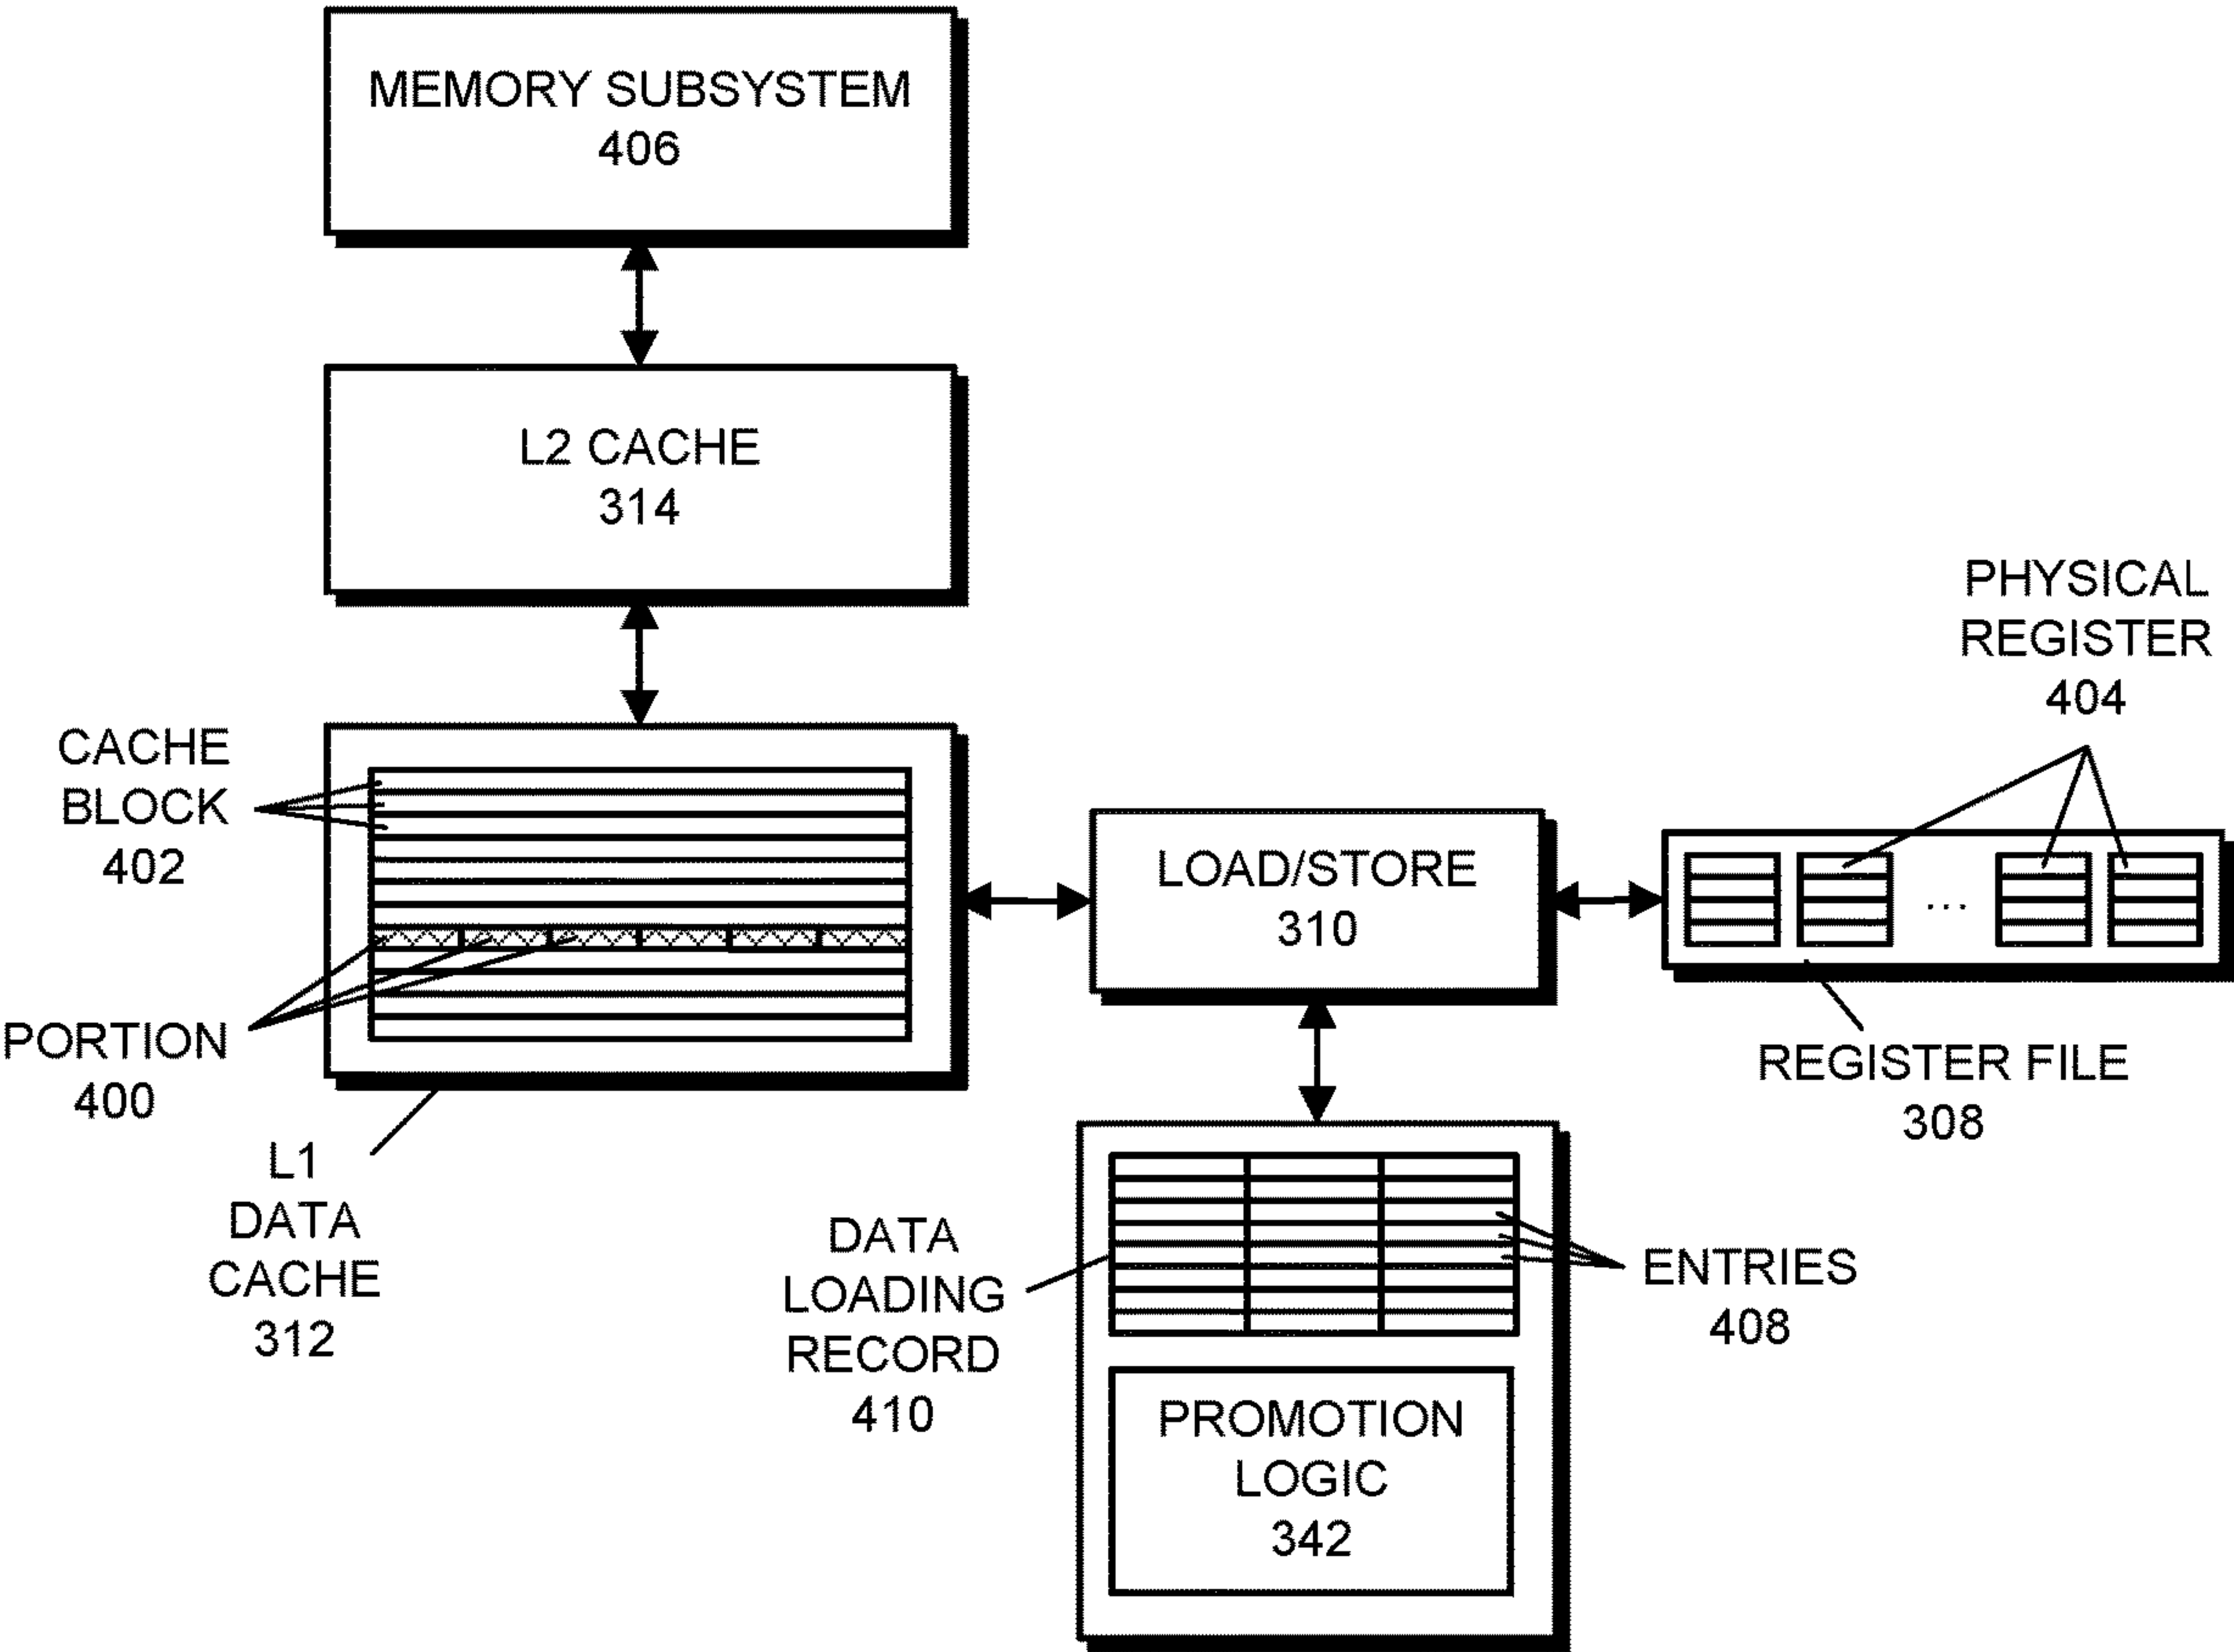 MEMORY SUBSYSTEM
406
L2 CACHE
314
PHYSICAL
REGISTER
404
CACHE
BLOCK
402
LOAD/STORE
310
...
PORTION
400
REGISTER FILE
308
L1
DATA
CACHE
312
DATA
LOADING
RECORD
410
ENTRIES
408
PROMOTION
LOGIC
342